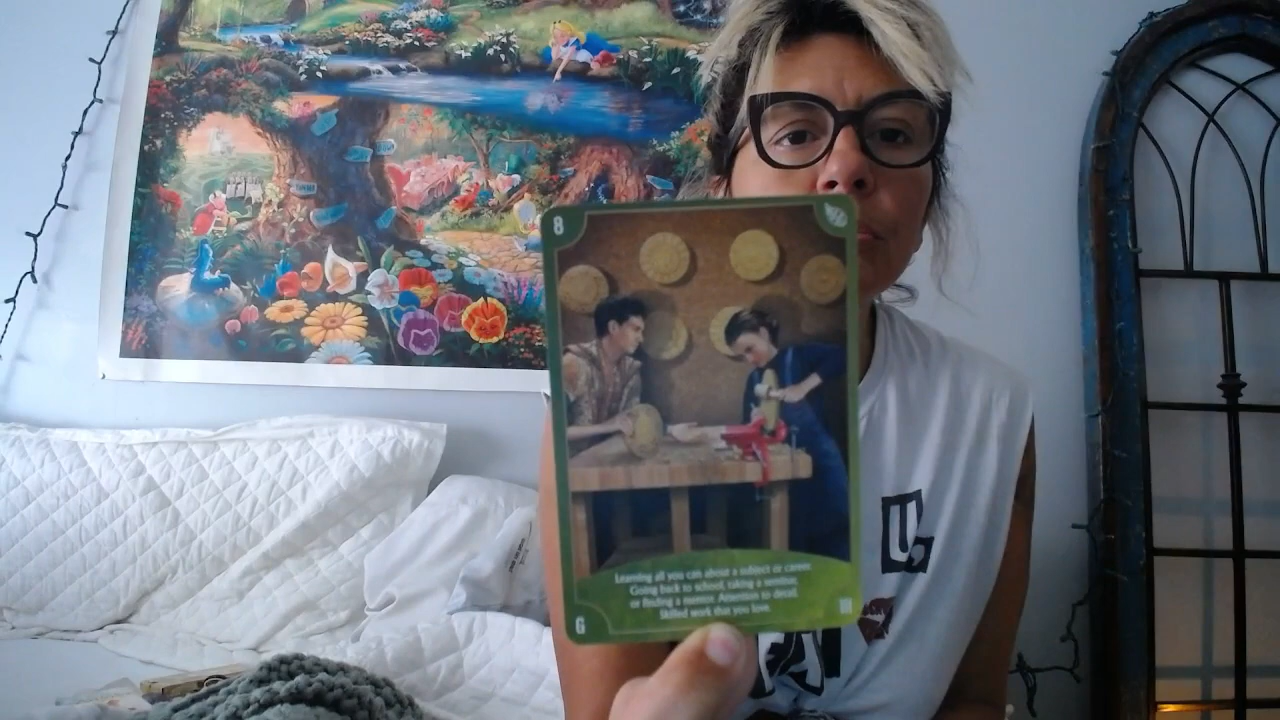 8
Learning all you can about a subject or career.
Going back to school, taking a seminar,
or finding a mentor. Attention to detail.
Skilled work that you love.
G